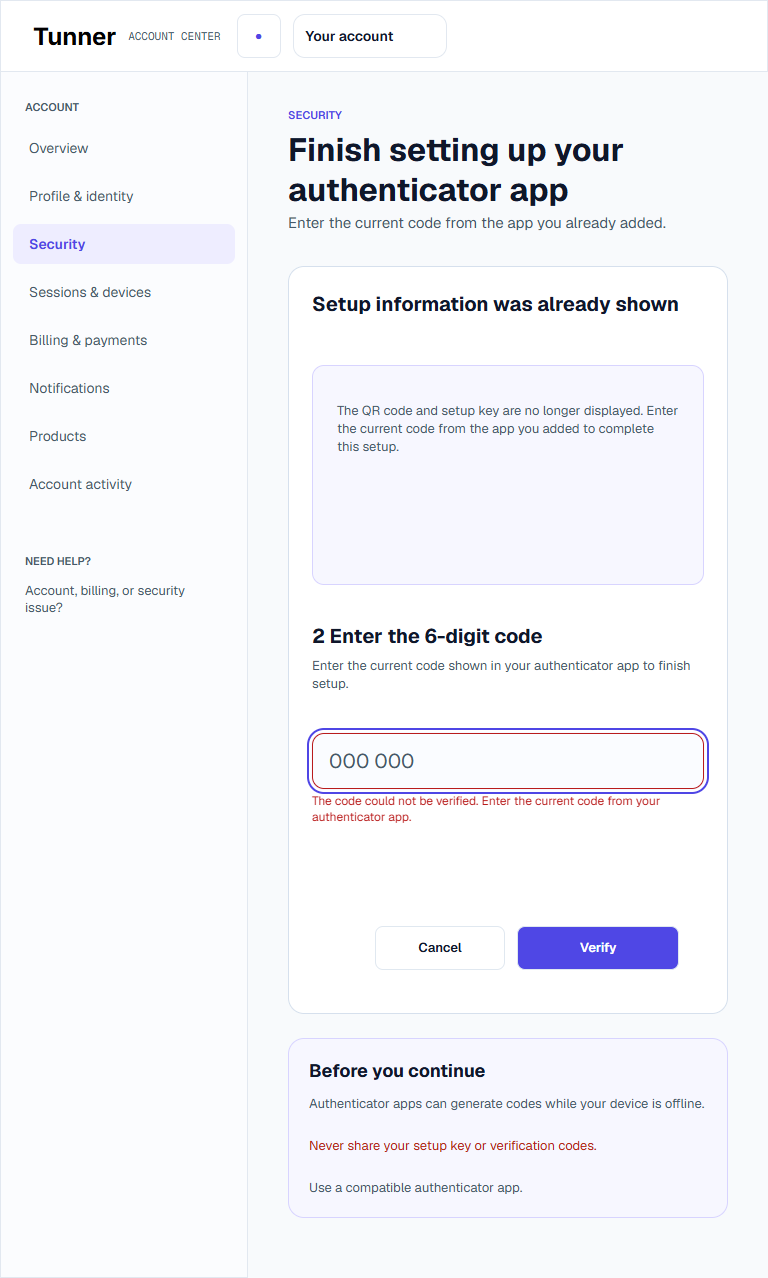 Tunner ACCOUNT CENTER
Your account
ACCOUNT
Overview
Profile & identity
Security
Sessions & devices
Billing & payments
Notifications
Products
Account activity
NEED HELP?
Account, billing, or security
issue?
SECURITY
Finish setting up your
authenticator app
Enter the current code from the app you already added.
Setup information was already shown
The QR code and setup key are no longer displayed. Enter
the current code from the app you added to complete
this setup.
2 Enter the 6-digit code
Enter the current code shown in your authenticator app to finish
setup.
000 000
The code could not be verified. Enter the current code from your
authenticator app.
Cancel
Verify
Before you continue
Authenticator apps can generate codes while your device is offline.
Never share your setup key or verification codes.
Use a compatible authenticator app.